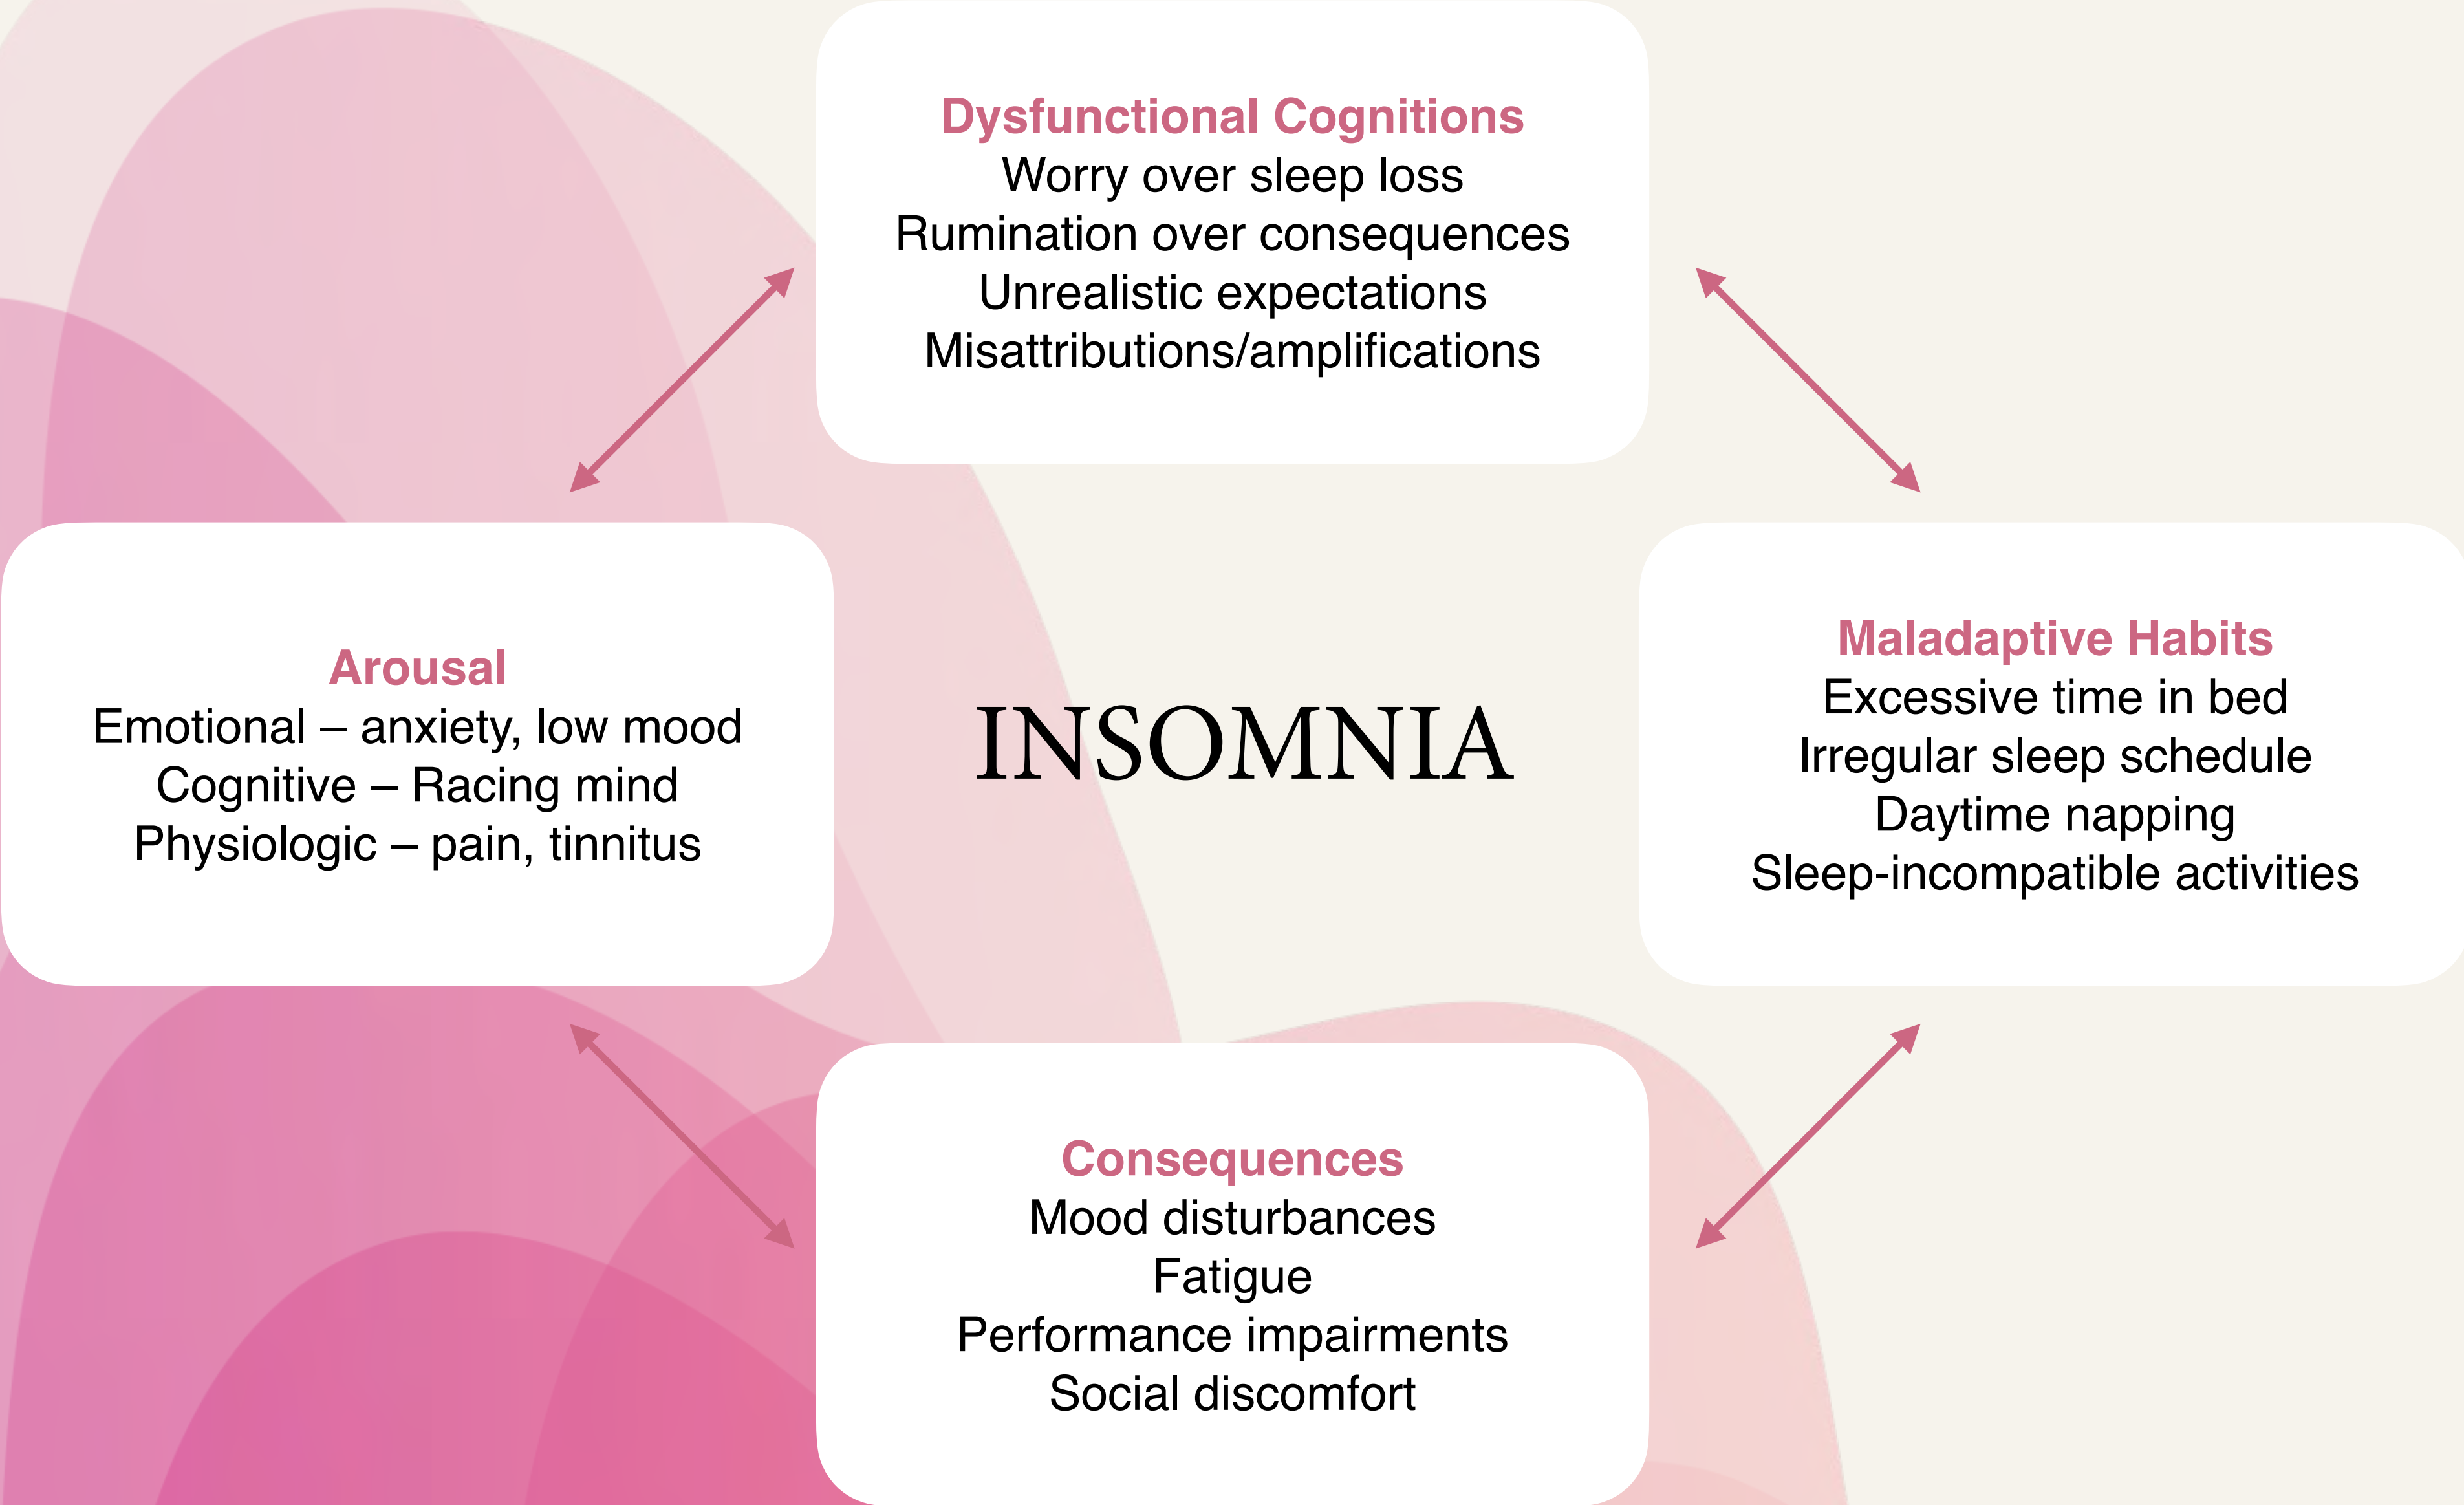 Dysfunctional Cognitions
Worry over sleep loss
Rumination over consequences
Unrealistic expectations
Misattributions/amplifications
Arousal
Emotional – anxiety, low mood
Cognitive – Racing mind
Physiologic – pain, tinnitus
INSOMNIA
Maladaptive Habits
Excessive time in bed
Irregular sleep schedule
Daytime napping
Sleep-incompatible activities
Consequences
Mood disturbances
Fatigue
Performance impairments
Social discomfort